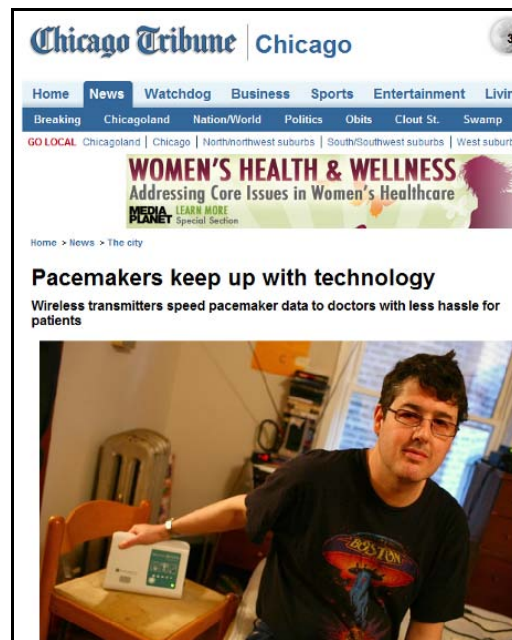 Chicago Tribune | Chicago
3
Home News Watchdog Business Sports Entertainment Livin
Breaking Chicagoland Nation/World Politics Obits Clout St. Swamp
GO LOCAL Chicagoland | Chicago | North/northwest suburbs | South/Southwest suburbs | West suburb
WOMEN'S HEALTH & WELLNESS
Addressing Core Issues in Women's Healthcare
MEDIA PLANET LEARN MORE
Special Section
Home > News > The city
Pacemakers keep up with technology
Wireless transmitters speed pacemaker data to doctors with less hassle for
patients
BOSTON